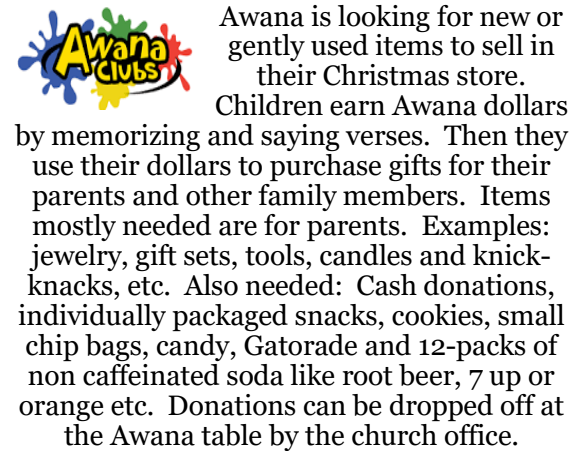 Awana
Clubs
Awana is looking for new or
gently used items to sell in
their Christmas store.
Children earn Awana dollars
by memorizing and saying verses.  Then they
use their dollars to purchase gifts for their
parents and other family members.  Items
mostly needed are for parents.  Examples:
jewelry, gift sets, tools, candles and knick-
knacks, etc.  Also needed:  Cash donations,
individually packaged snacks, cookies, small
chip bags, candy, Gatorade and 12-packs of
non caffeinated soda like root beer, 7 up or
orange etc.  Donations can be dropped off at
the Awana table by the church office.